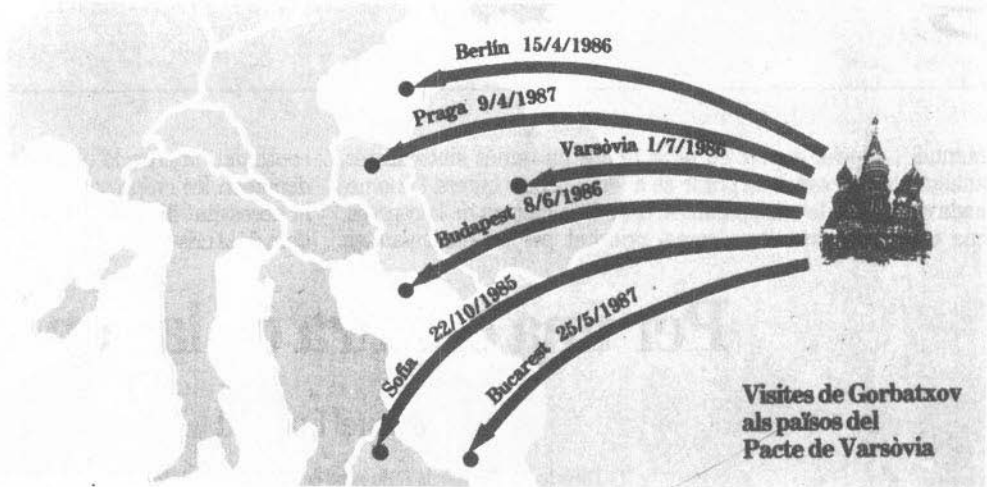 Berlín 15/4/1986
Praga 9/4/1987
Varsòvia 1/7/1986
Budapest 8/6/1986
Sofia 22/10/1985
Bucarest 25/5/1987
Visites de Gorbatxov
als països del
Pacte de Varsòvia